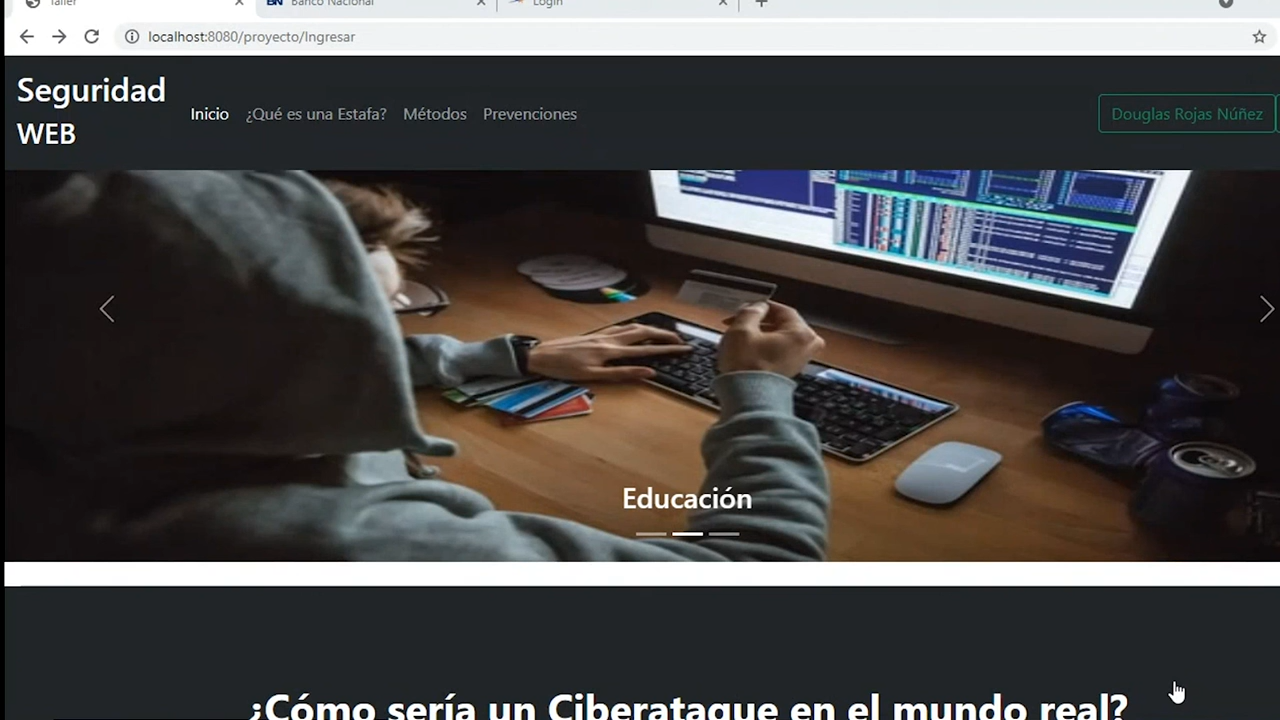 Taller
Banco Nacional
Login
localhost:8080/proyecto/Ingresar
Seguridad
WEB
Inicio
¿Qué es una Estafa?
Métodos
Prevenciones
Douglas Rojas Núñez
Educación
¿Cómo sería un Ciberataque en el mundo real?